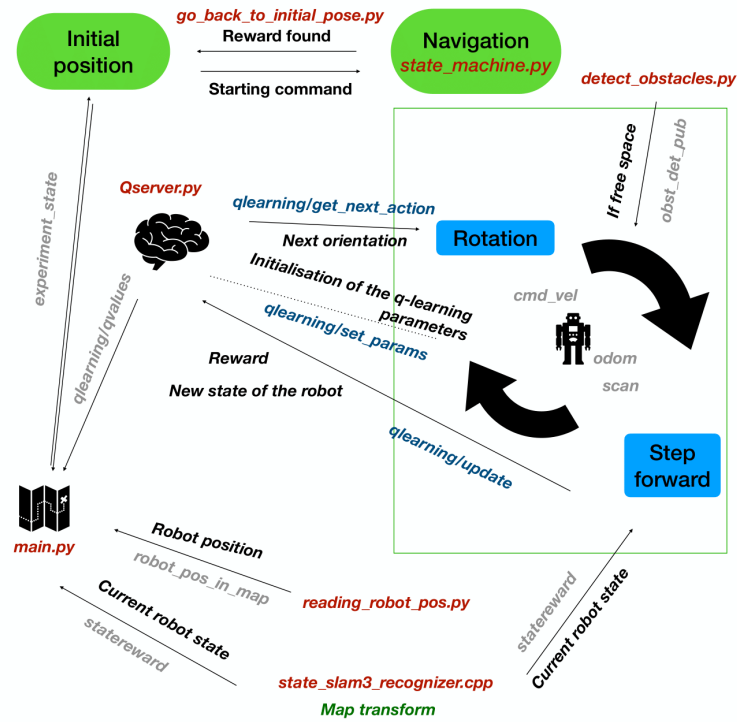 go_back_to_initial_pose.py
Initial
position
Reward found
Starting command
Navigation
state_machine.py
detect_obstacles.py
If free space
obst_det_pub
experiment_state
Qserver.py
qlearning/get_next_action
Next orientation
Rotation
Initialisation of the q-learning
parameters
qlearning/set_params
cmd_vel
odom
scan
qlearning/qvalues
Reward
New state of the robot
qlearning/update
Step
forward
main.py
Robot position
robot_pos_in_map
reading_robot_pos.py
Current robot state
statereward
statereward
Current robot state
state_slam3_recognizer.cpp
Map transform